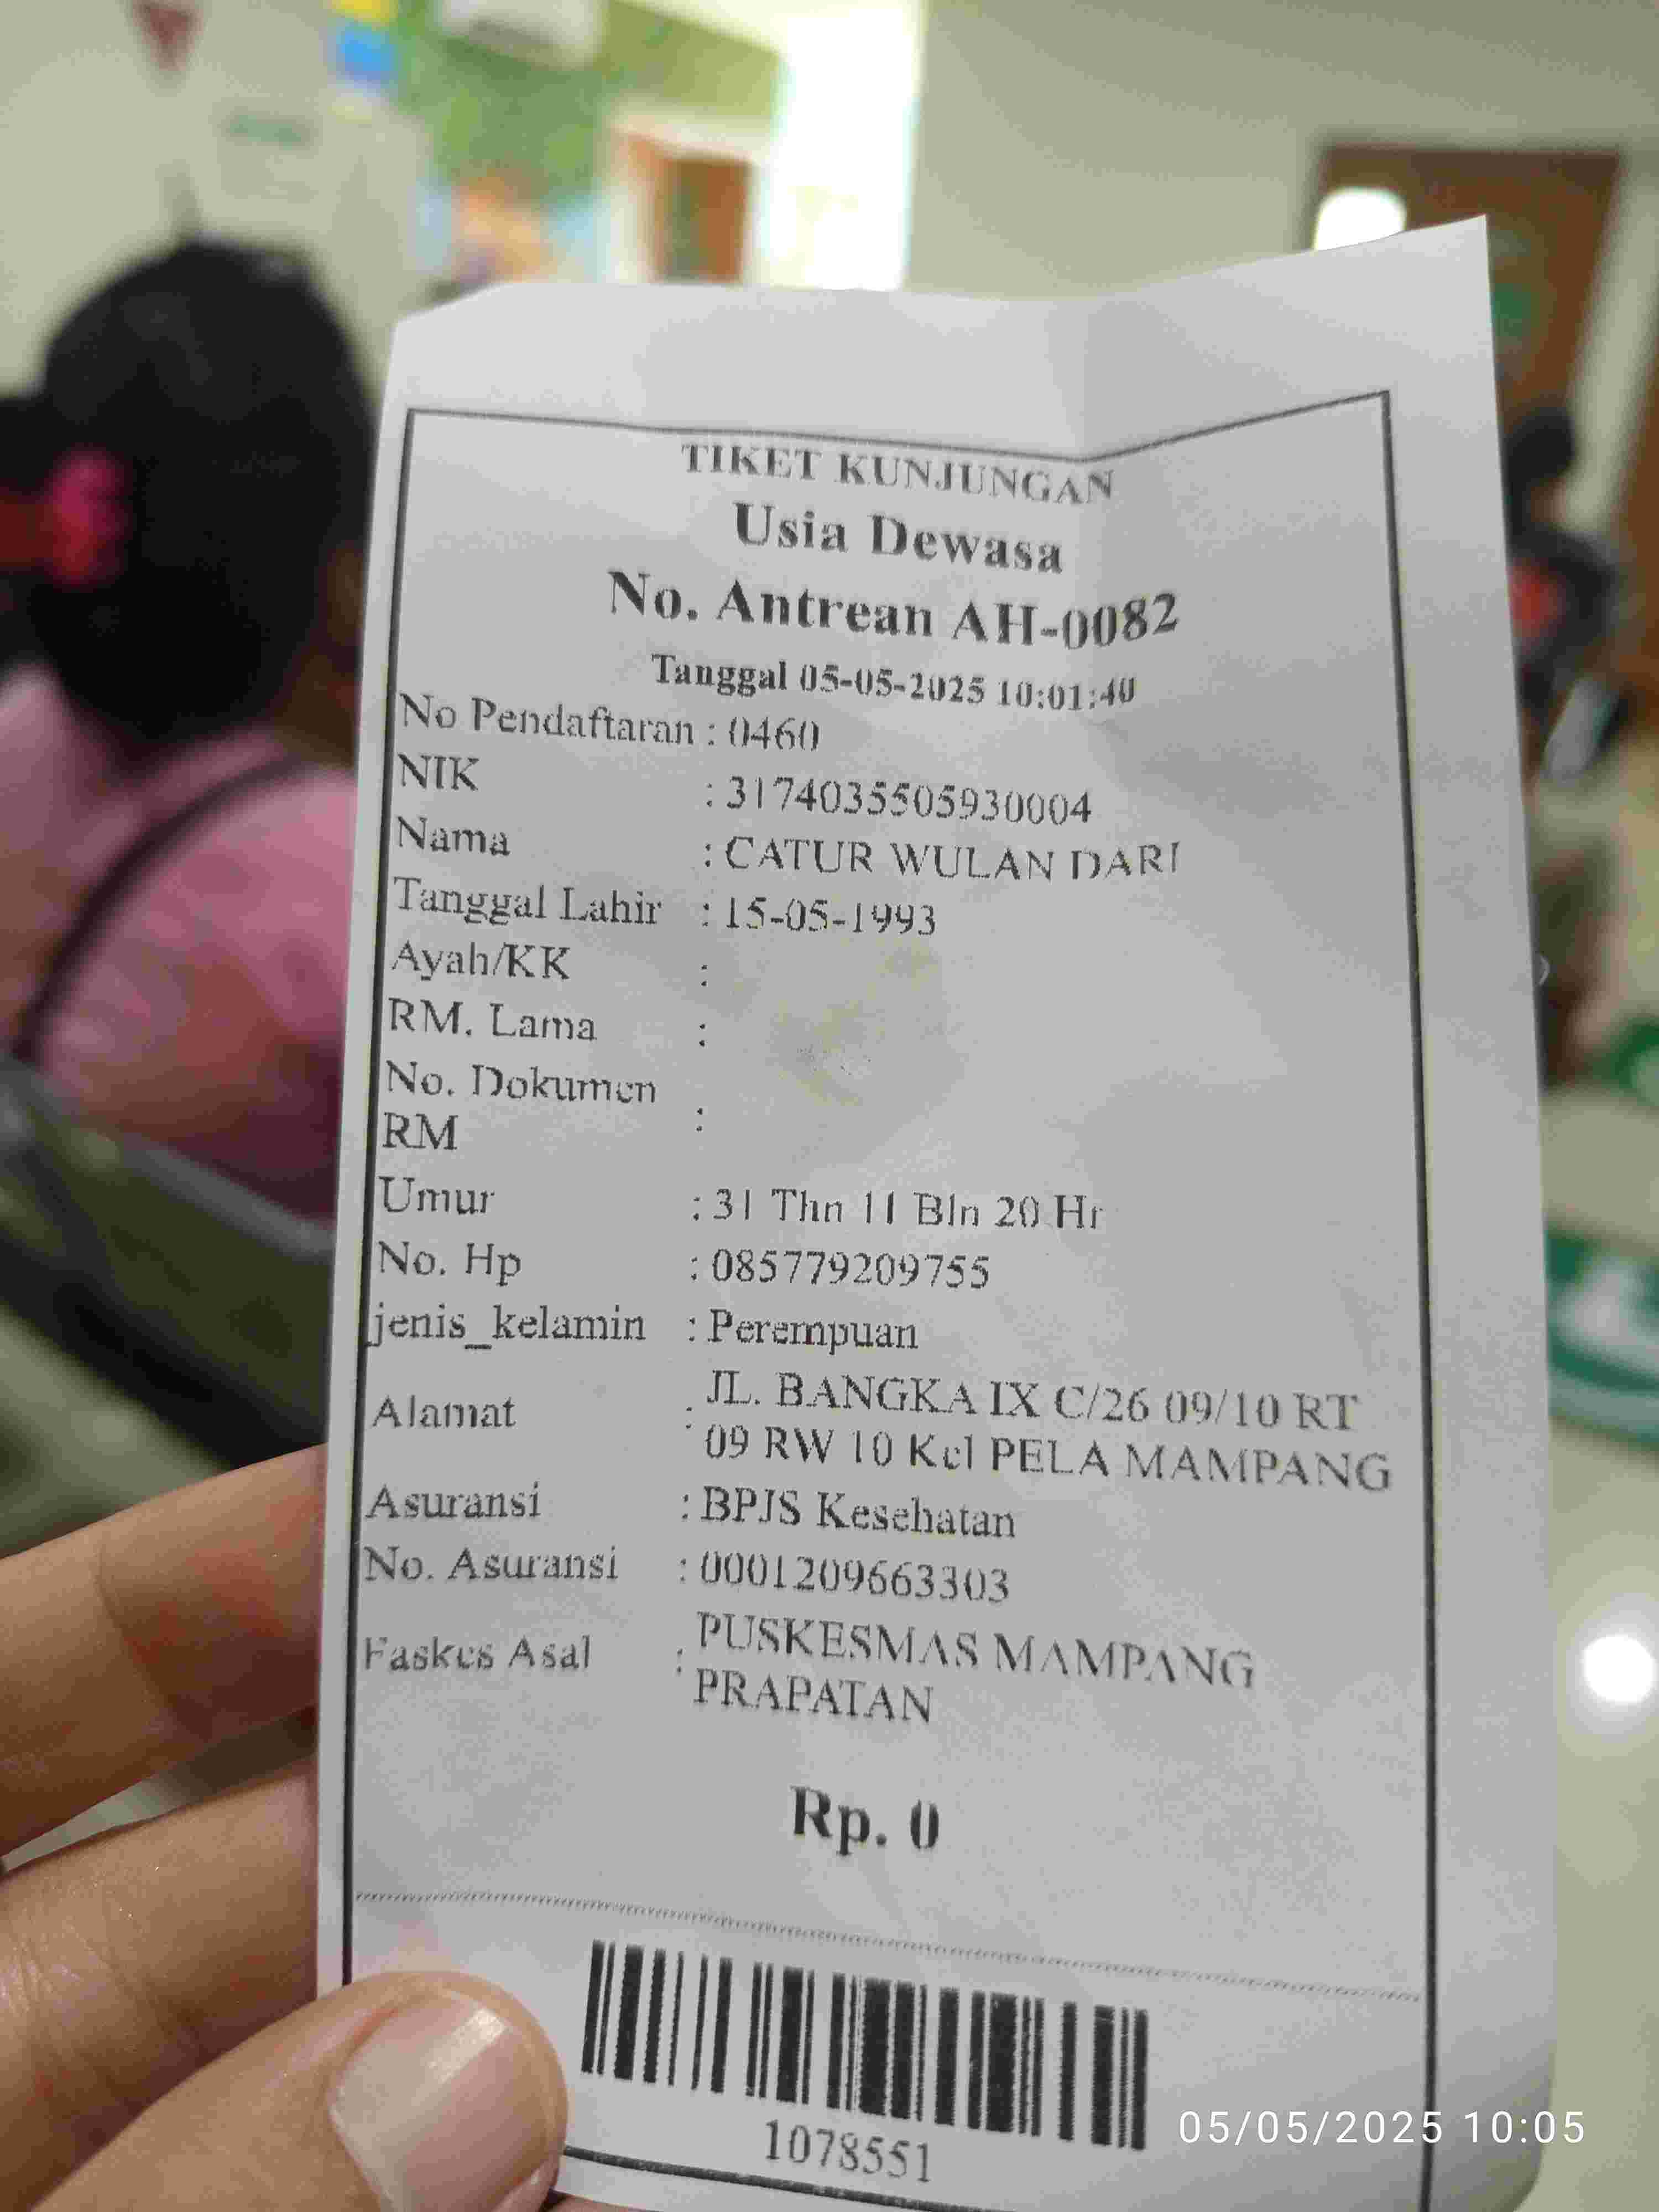 TIKET KUNJUNGAN
Usia Dewasa
No. Antrean AH-0082
Tanggal 05-05-2025 10:01:40
No Pendaftaran : 0460
NIK : 3174035505930004
Nama : CATUR WULAN DARI
Tanggal Lahir : 15-05-1993
Ayah/KK :
RM. Lama :
No. Dokumen
RM :
Umur : 31 Thn 11 Bln 20 Hr
No. Hp : 085779209755
jenis_kelamin : Perempuan
Alamat : JL. BANGKA IX C/26 09/10 RT
09 RW 10 Kel PELA MAMPANG
Asuransi : BPJS Kesehatan
No. Asuransi : 0001209663303
Faskes Asal : PUSKESMAS MAMPANG
PRAPATAN
Rp. 0
1078551
05/05/2025 10:05